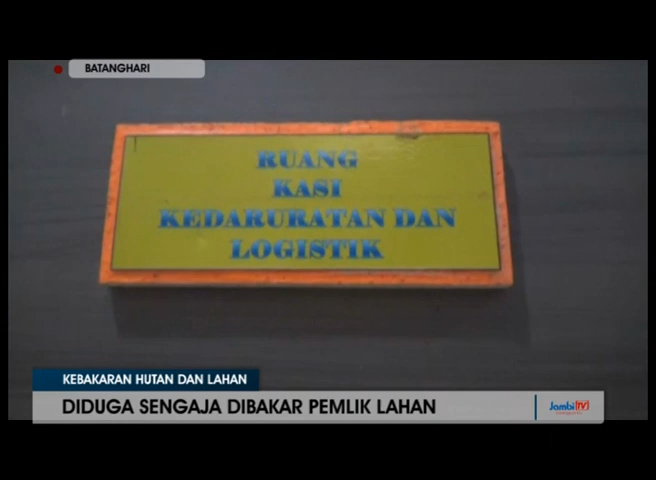 BATANGHARI
RUANG
KASI
KEDARURATAN DAN
LOGISTIK
KEBAKARAN HUTAN DAN LAHAN
DIDUGA SENGAJA DIBAKAR PEMLIK LAHAN
Jambi TV